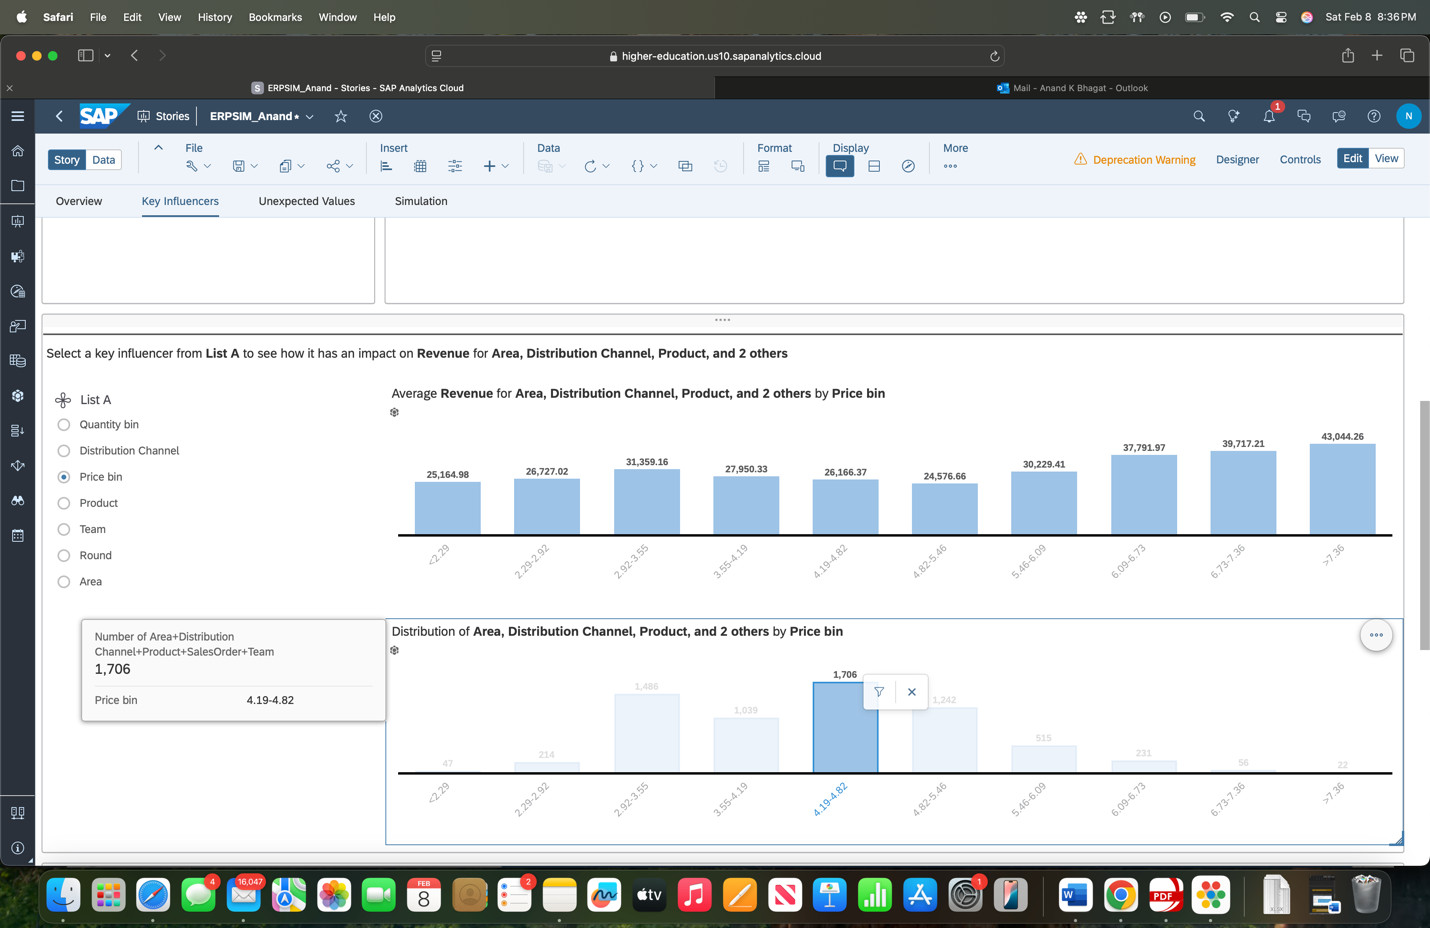 Safari File Edit View History Bookmarks Window Help Sat Feb 8 8:36 PM
higher-education.us10.sapanalytics.cloud
S ERPSIM_Anand - Stories - SAP Analytics Cloud
Mail - Anand K Bhagat - Outlook
SAP Stories ERPSIM_Anand* 1 N
Story Data
File Insert Data Format Display More
Deprecation Warning Designer Controls Edit View
Overview Key Influencers Unexpected Values Simulation
Select a key influencer from List A to see how it has an impact on Revenue for Area, Distribution Channel, Product, and 2 others
List A
Quantity bin
Distribution Channel
Price bin
Product
Team
Round
Area
Average Revenue for Area, Distribution Channel, Product, and 2 others by Price bin
25,164.98 26,727.02 31,359.16 27,950.33 26,166.37 24,576.66 30,229.41 37,791.97 39,717.21 43,044.26
<2.29 2.29-2.92 2.92-3.55 3.55-4.19 4.19-4.82 4.82-5.46 5.46-6.09 6.09-6.73 6.73-7.36 >7.36
Number of Area+Distribution
Channel+Product+SalesOrder+Team
1,706
Price bin 4.19-4.82
Distribution of Area, Distribution Channel, Product, and 2 others by Price bin
47 214 1,486 1,039 1,706 1,242 515 231 56 22
<2.29 2.29-2.92 2.92-3.55 3.55-4.19 4.19-4.82 4.82-5.46 5.46-6.09 6.09-6.73 6.73-7.36 >7.36
4 16,047 FEB 8 2 tv 1 W PDF